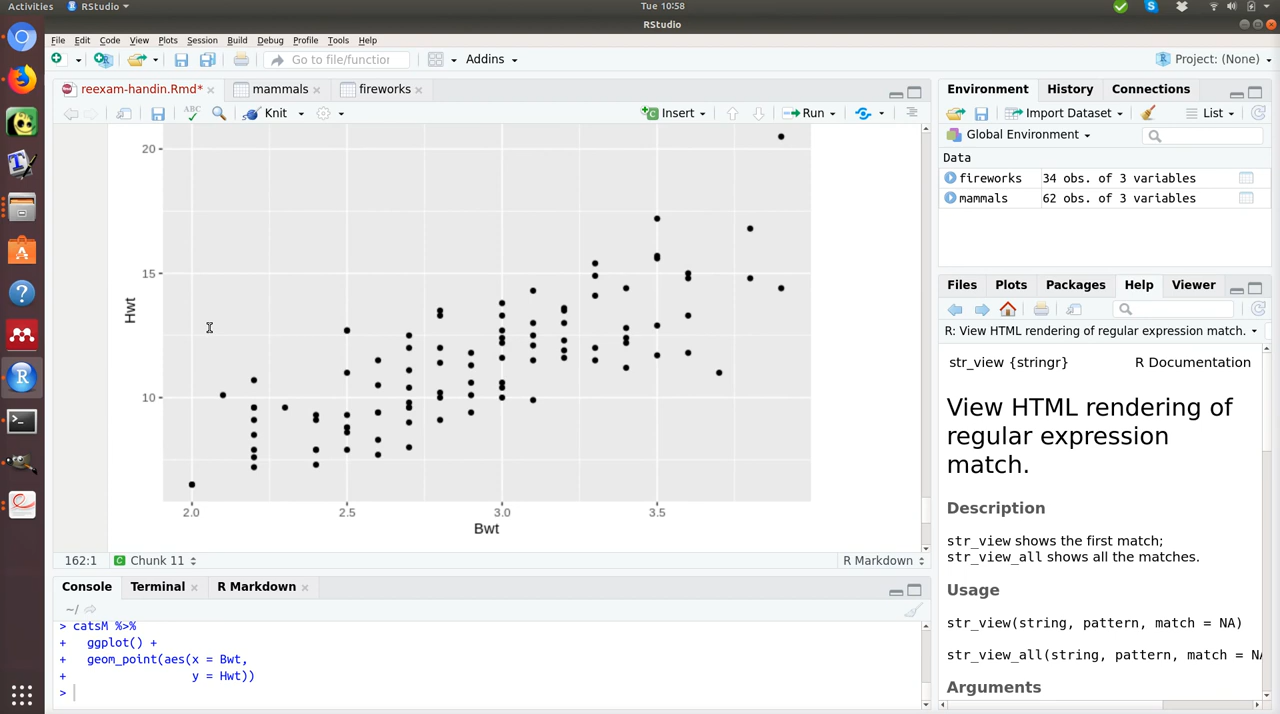 Activities RStudio Tue 10:58
RStudio
File Edit Code View Plots Session Build Debug Profile Tools Help
Go to file/function Addins Project: (None)
reexam-handin.Rmd* mammals fireworks
ABC Knit Insert Run
20
15
10
Hwt
2.0 2.5 3.0 3.5
Bwt
162:1 Chunk 11 R Markdown
Console Terminal R Markdown
~/
> catsM %>%
+ ggplot() +
+ geom_point(aes(x = Bwt,
+ y = Hwt))
>
Environment History Connections
Import Dataset List
Global Environment
Data
fireworks 34 obs. of 3 variables
mammals 62 obs. of 3 variables
Files Plots Packages Help Viewer
R: View HTML rendering of regular expression match.
str_view {stringr} R Documentation
View HTML rendering of
regular expression
match.
Description
str_view shows the first match;
str_view_all shows all the matches.
Usage
str_view(string, pattern, match = NA)
str_view_all(string, pattern, match = NA
Arguments